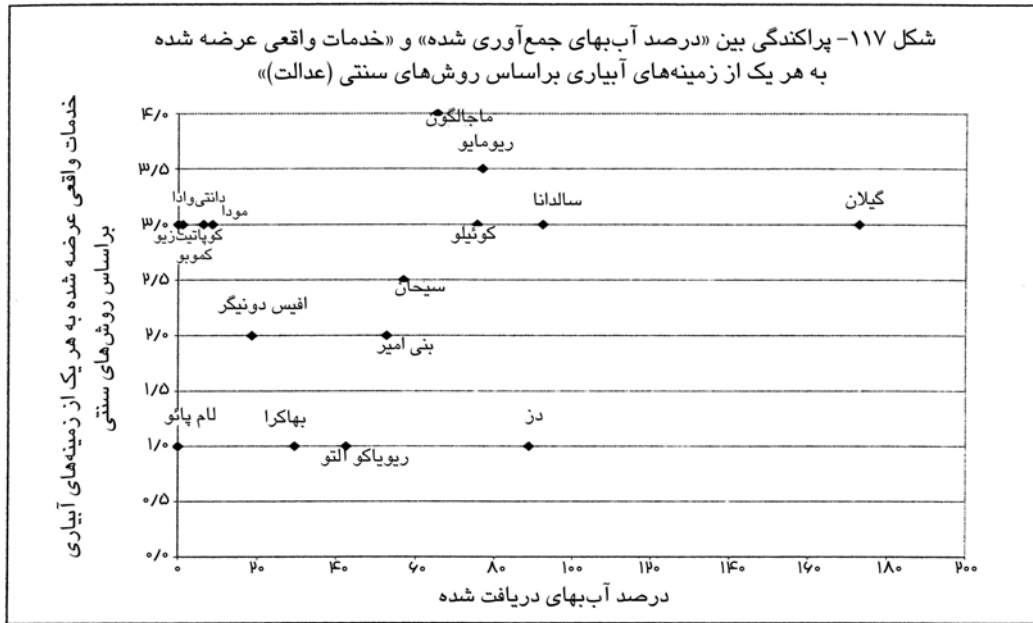 شکل ۱۱۷- پراکندگی بین «درصد آب‌بهای جمع‌آوری شده» و «خدمات واقعی عرضه شده
به هر یک از زمینه‌های آبیاری براساس روش‌های سنتی (عدالت)»
خدمات واقعی عرضه شده به هر یک از زمینه‌های آبیاری
براساس روش‌های سنتی
۴/۰
ماجالگون
ریومایو
۳/۵
دانتی‌وادا
مودا
سالدانا
گیلان
۳/۰
کوپاتیت‌زیو
کوئیلو
کموبو
۲/۵
سیحان
افیس دونیگر
۲/۰
بنی امیر
۱/۵
لام پائو
بهاکرا
دز
۱/۰
ریویاکو التو
۰/۵
۰/۰
۰ ۲۰ ۴۰ ۶۰ ۸۰ ۱۰۰ ۱۲۰ ۱۴۰ ۱۶۰ ۱۸۰ ۲۰۰
درصد آب‌بهای دریافت شده